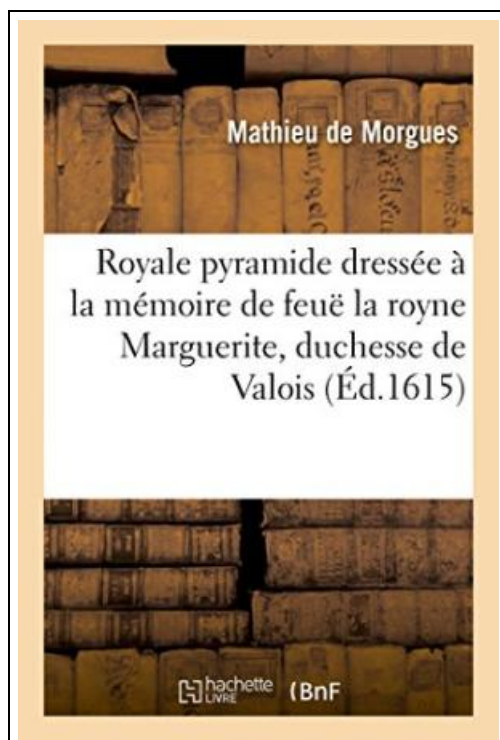 Mathieu de Morgues
Royale pyramide dressée à
la mémoire de feuë la royne
Marguerite, duchesse de
Valois (Éd.1615)
hachette
LIVRE
(BnF